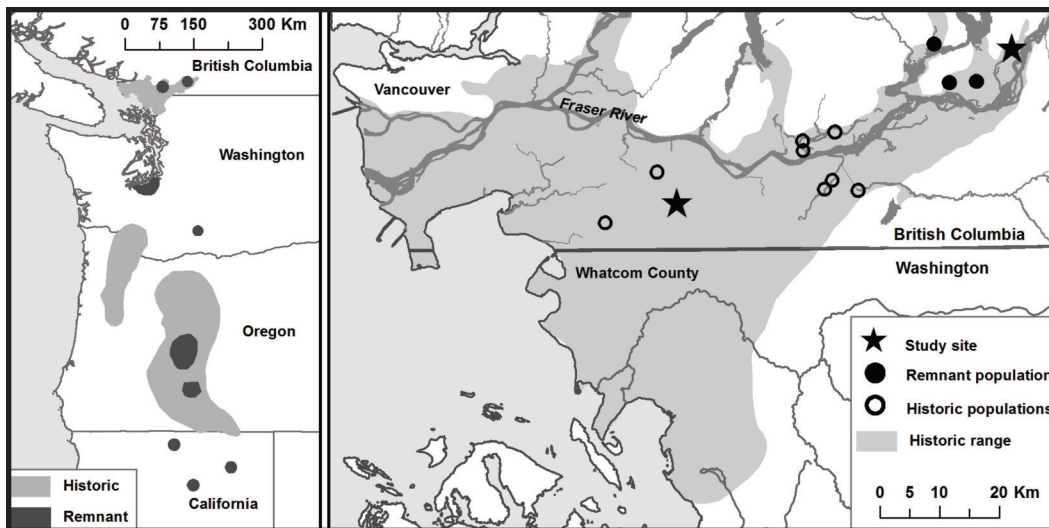 0 75 150 300 Km
British Columbia
Washington
Oregon
California
Historic
Remnant
Vancouver
Fraser River
British Columbia
Washington
Whatcom County
Study site
Remnant population
Historic populations
Historic range
0 5 10 20 Km